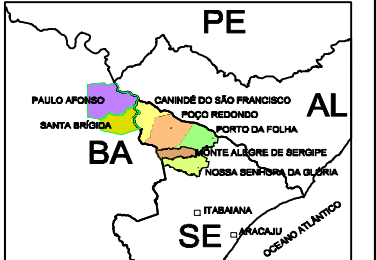 PE
PAULO AFONSO
CANINDÉ DO SÃO FRANCISCO
AL
POÇO REDONDO
SANTA BRÍGIDA
PORTO DA FOLHA
BA
MONTE ALEGRE DE SERGIPE
NOSSA SENHORA DA GLÓRIA
ITABAIANA
SE
ARACAJU
OCEANO ATLÂNTICO